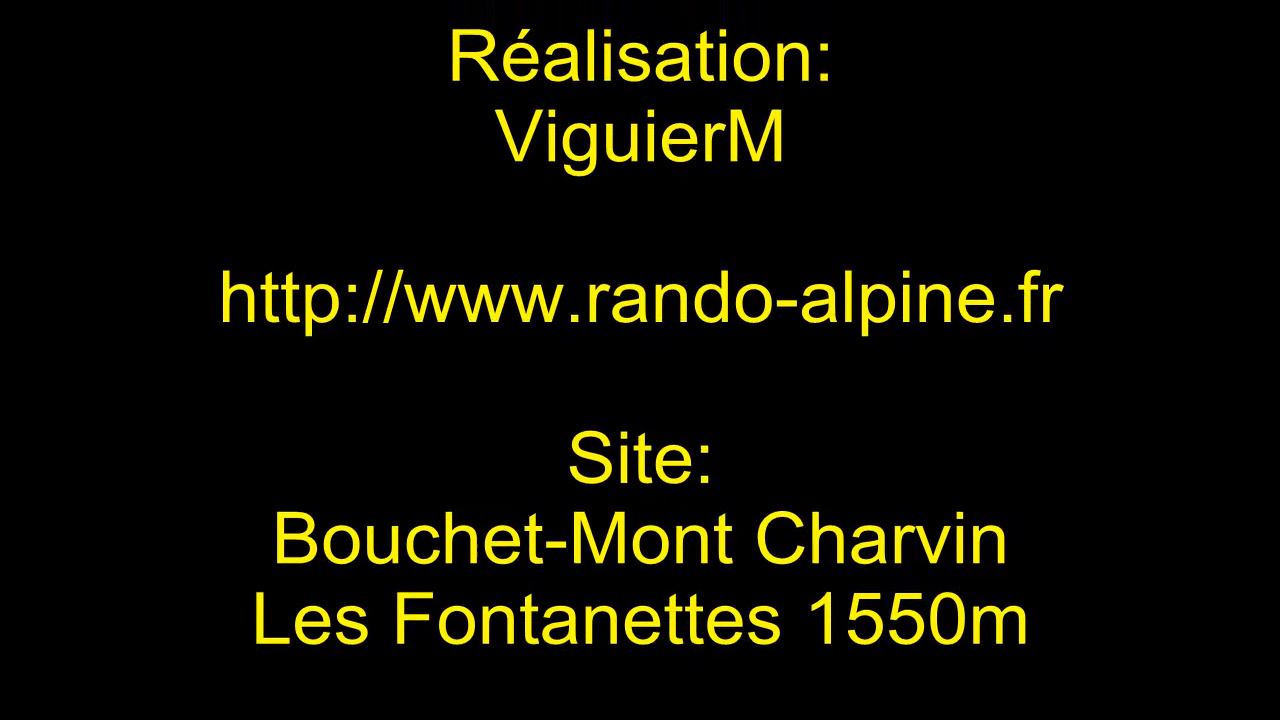 Réalisation:
ViguierM
http://www.rando-alpine.fr
Site:
Bouchet-Mont Charvin
Les Fontanettes 1550m